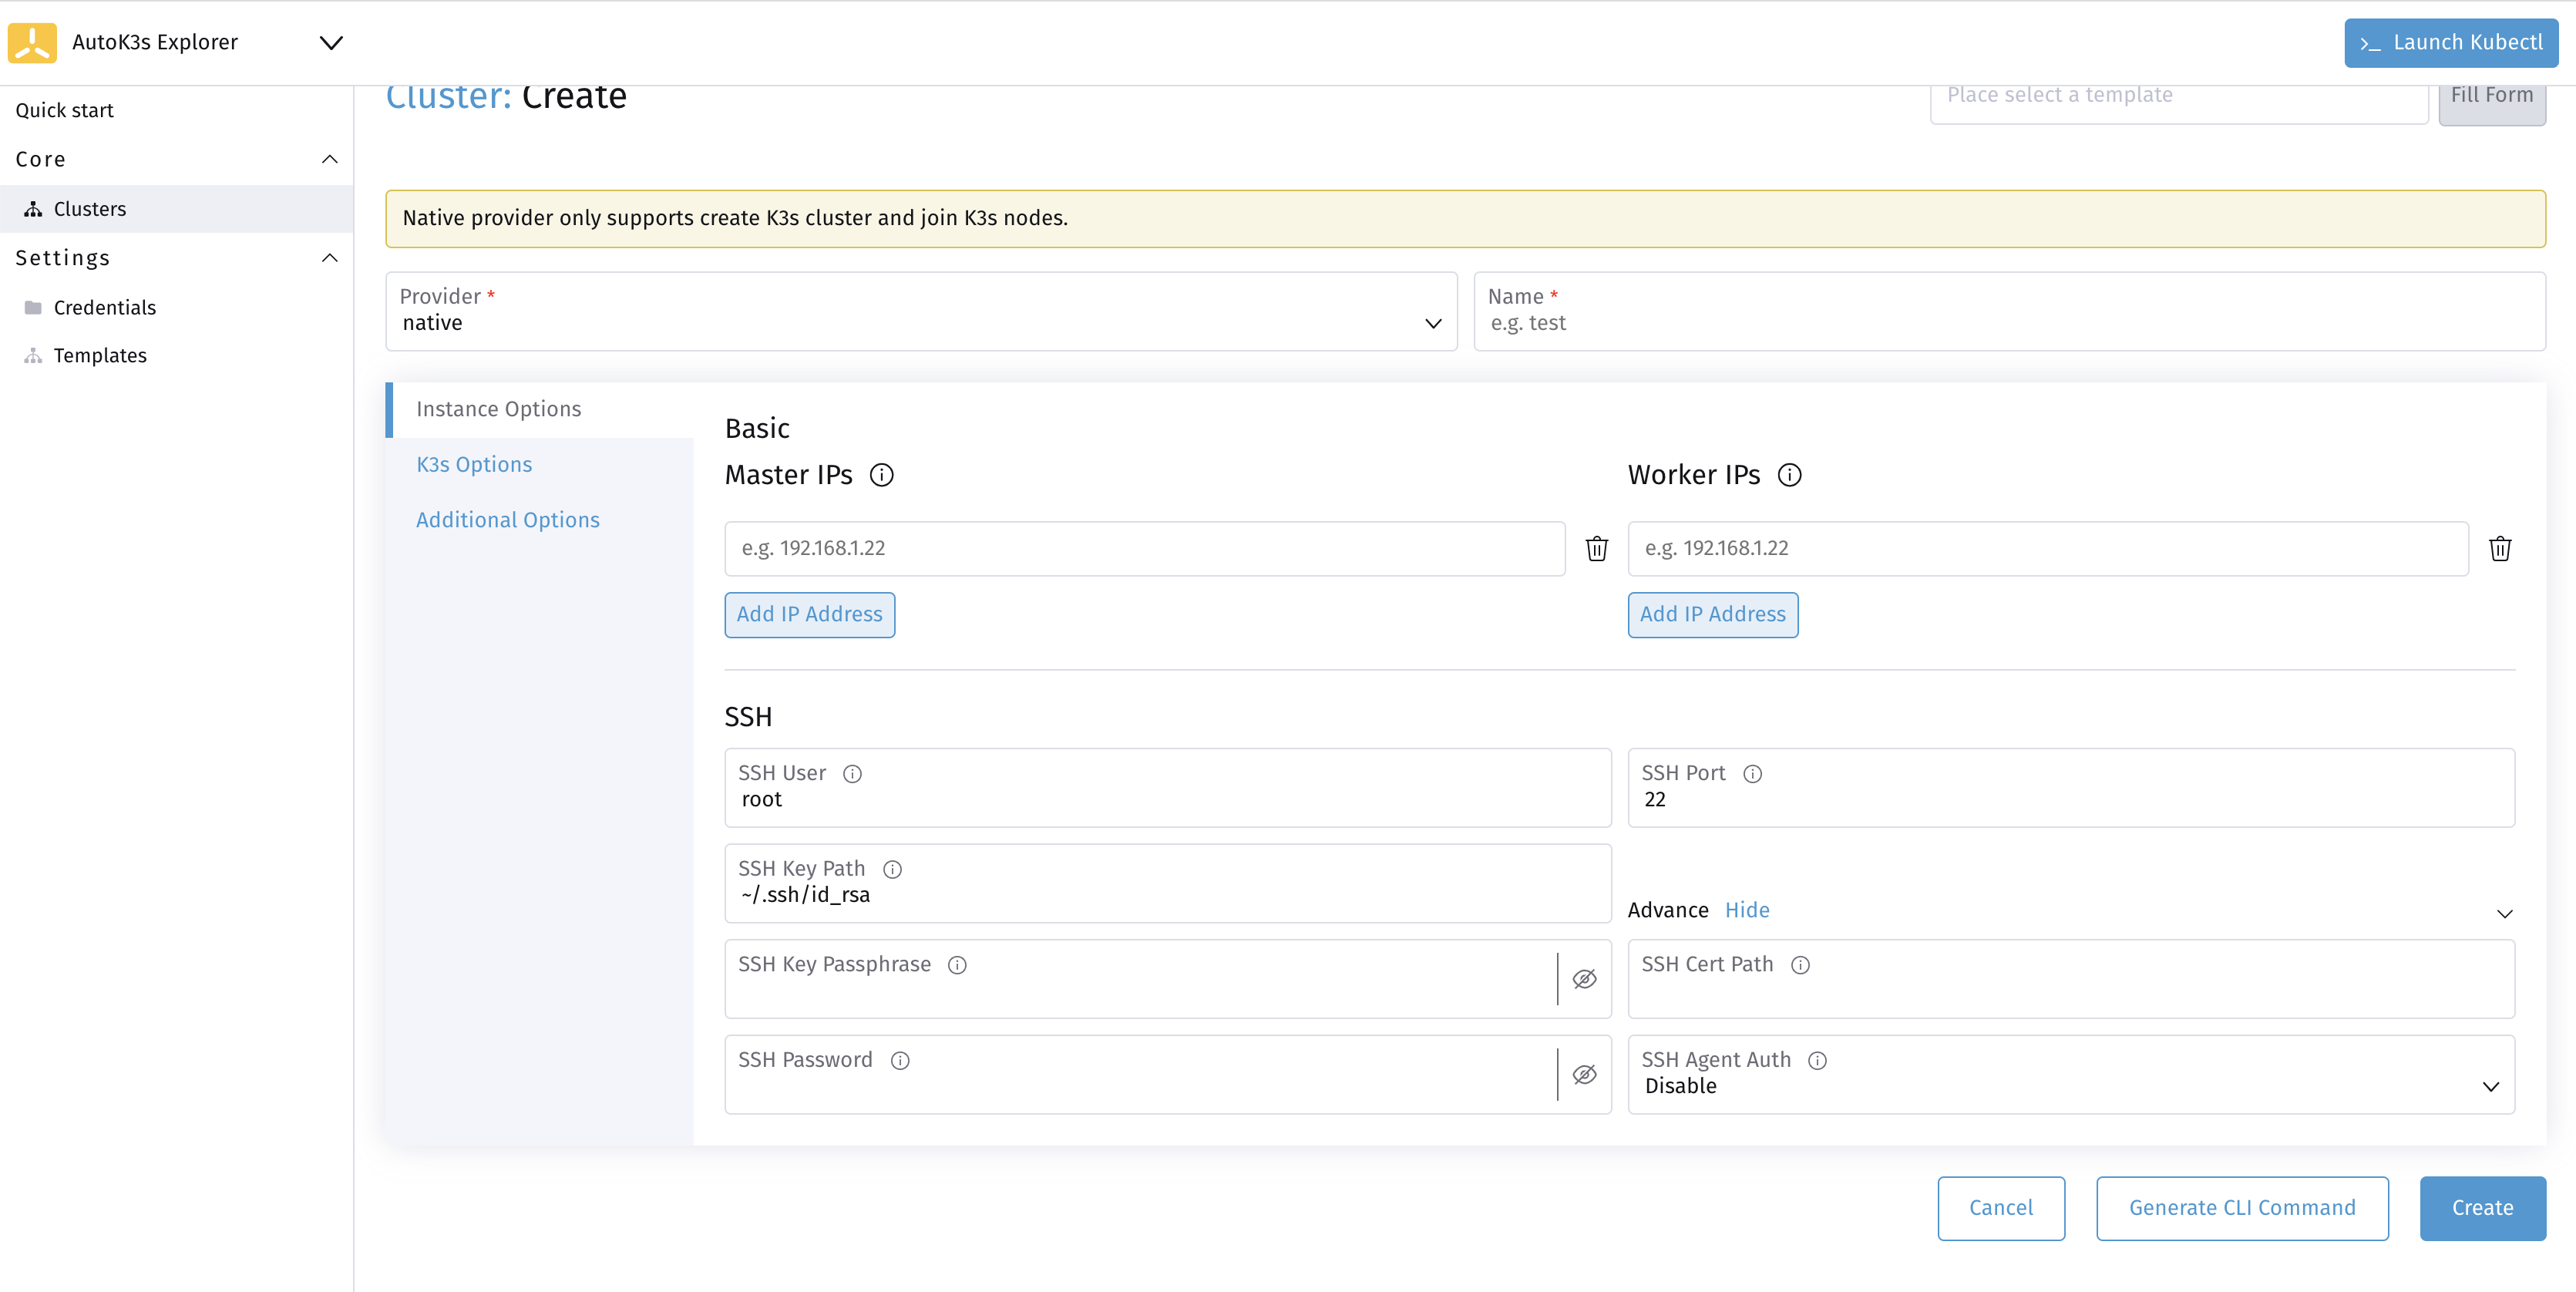 AutoK3s Explorer
>_ Launch Kubectl
Quick start
Core
Clusters
Settings
Credentials
Templates
Cluster: Create
Place select a template
Fill Form
Native provider only supports create K3s cluster and join K3s nodes.
Provider *
native
Name *
e.g. test
Instance Options
K3s Options
Additional Options
Basic
Master IPs
Worker IPs
e.g. 192.168.1.22
e.g. 192.168.1.22
Add IP Address
Add IP Address
SSH
SSH User
root
SSH Port
22
SSH Key Path
~/.ssh/id_rsa
Advance Hide
SSH Key Passphrase
SSH Cert Path
SSH Password
SSH Agent Auth
Disable
Cancel
Generate CLI Command
Create